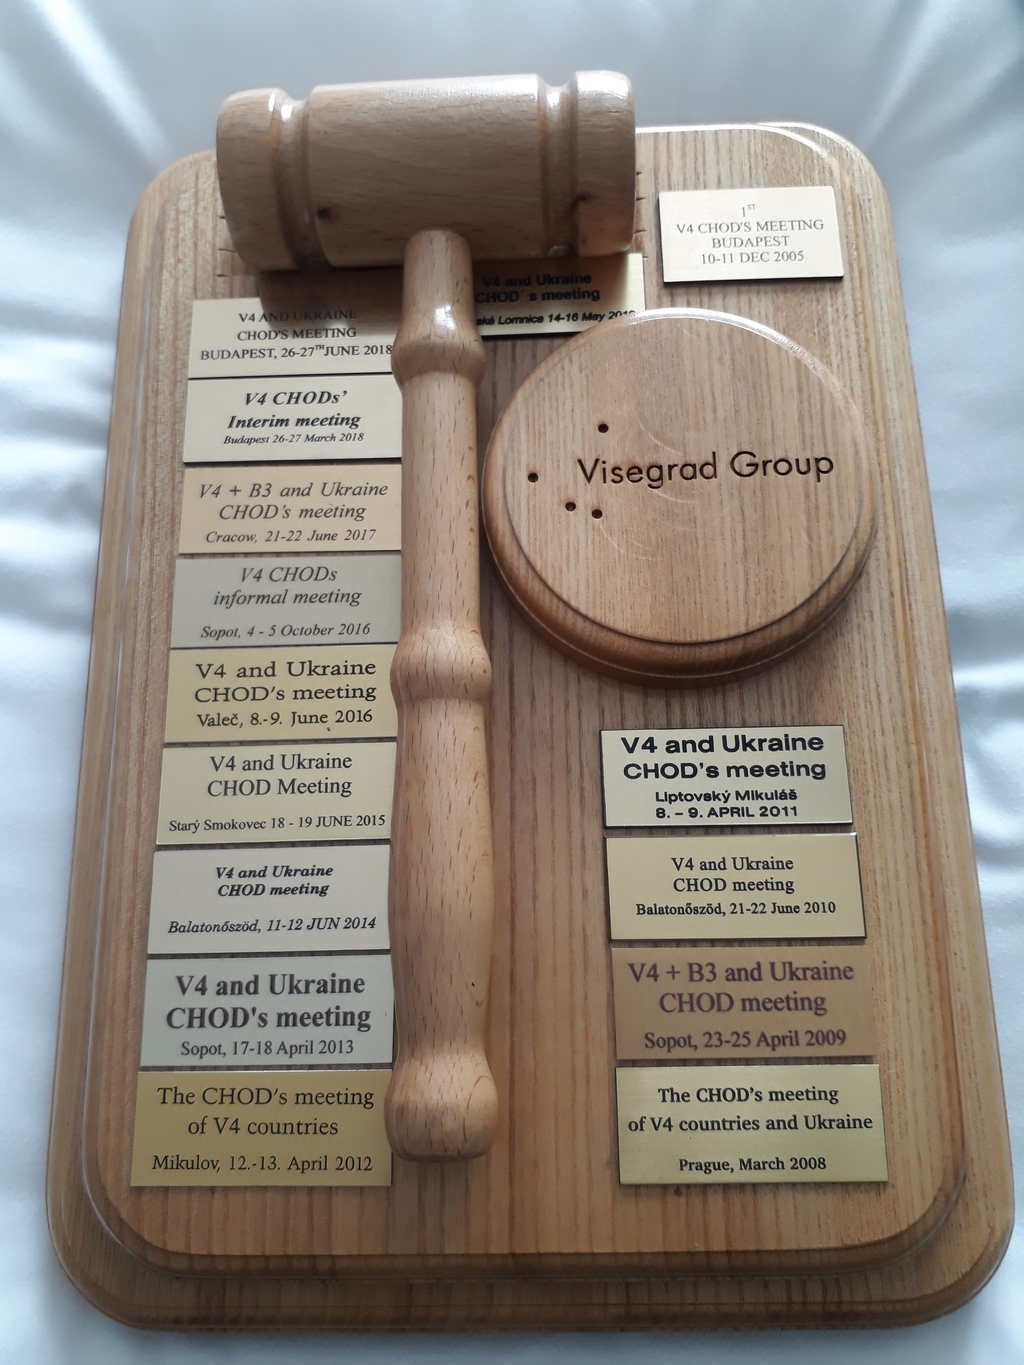 1ST
V4 CHOD'S MEETING
BUDAPEST
10-11 DEC 2005
V4 and Ukraine
CHOD´s meeting
Lomnica 14-16 May
V4 AND UKRAINE
CHOD'S MEETING
BUDAPEST, 26-27TH JUNE 2018
V4 CHODs’
Interim meeting
Budapest 26-27 March 2018
V4 + B3 and Ukraine
CHOD's meeting
Cracow, 21-22 June 2017
V4 CHODs
informal meeting
Sopot, 4 - 5 October 2016
V4 and Ukraine
CHOD's meeting
Valeč, 8.-9. June 2016
V4 and Ukraine
CHOD Meeting
Starý Smokovec 18 - 19 JUNE 2015
V4 and Ukraine
CHOD meeting
Balatonőszöd, 11-12 JUN 2014
V4 and Ukraine
CHOD's meeting
Sopot, 17-18 April 2013
The CHOD's meeting
of V4 countries
Mikulov, 12.-13. April 2012
Visegrad Group
V4 and Ukraine
CHOD's meeting
Liptovský Mikuláš
8. - 9. APRIL 2011
V4 and Ukraine
CHOD meeting
Balatonőszöd, 21-22 June 2010
V4 + B3 and Ukraine
CHOD meeting
Sopot, 23-25 April 2009
The CHOD's meeting
of V4 countries and Ukraine
Prague, March 2008